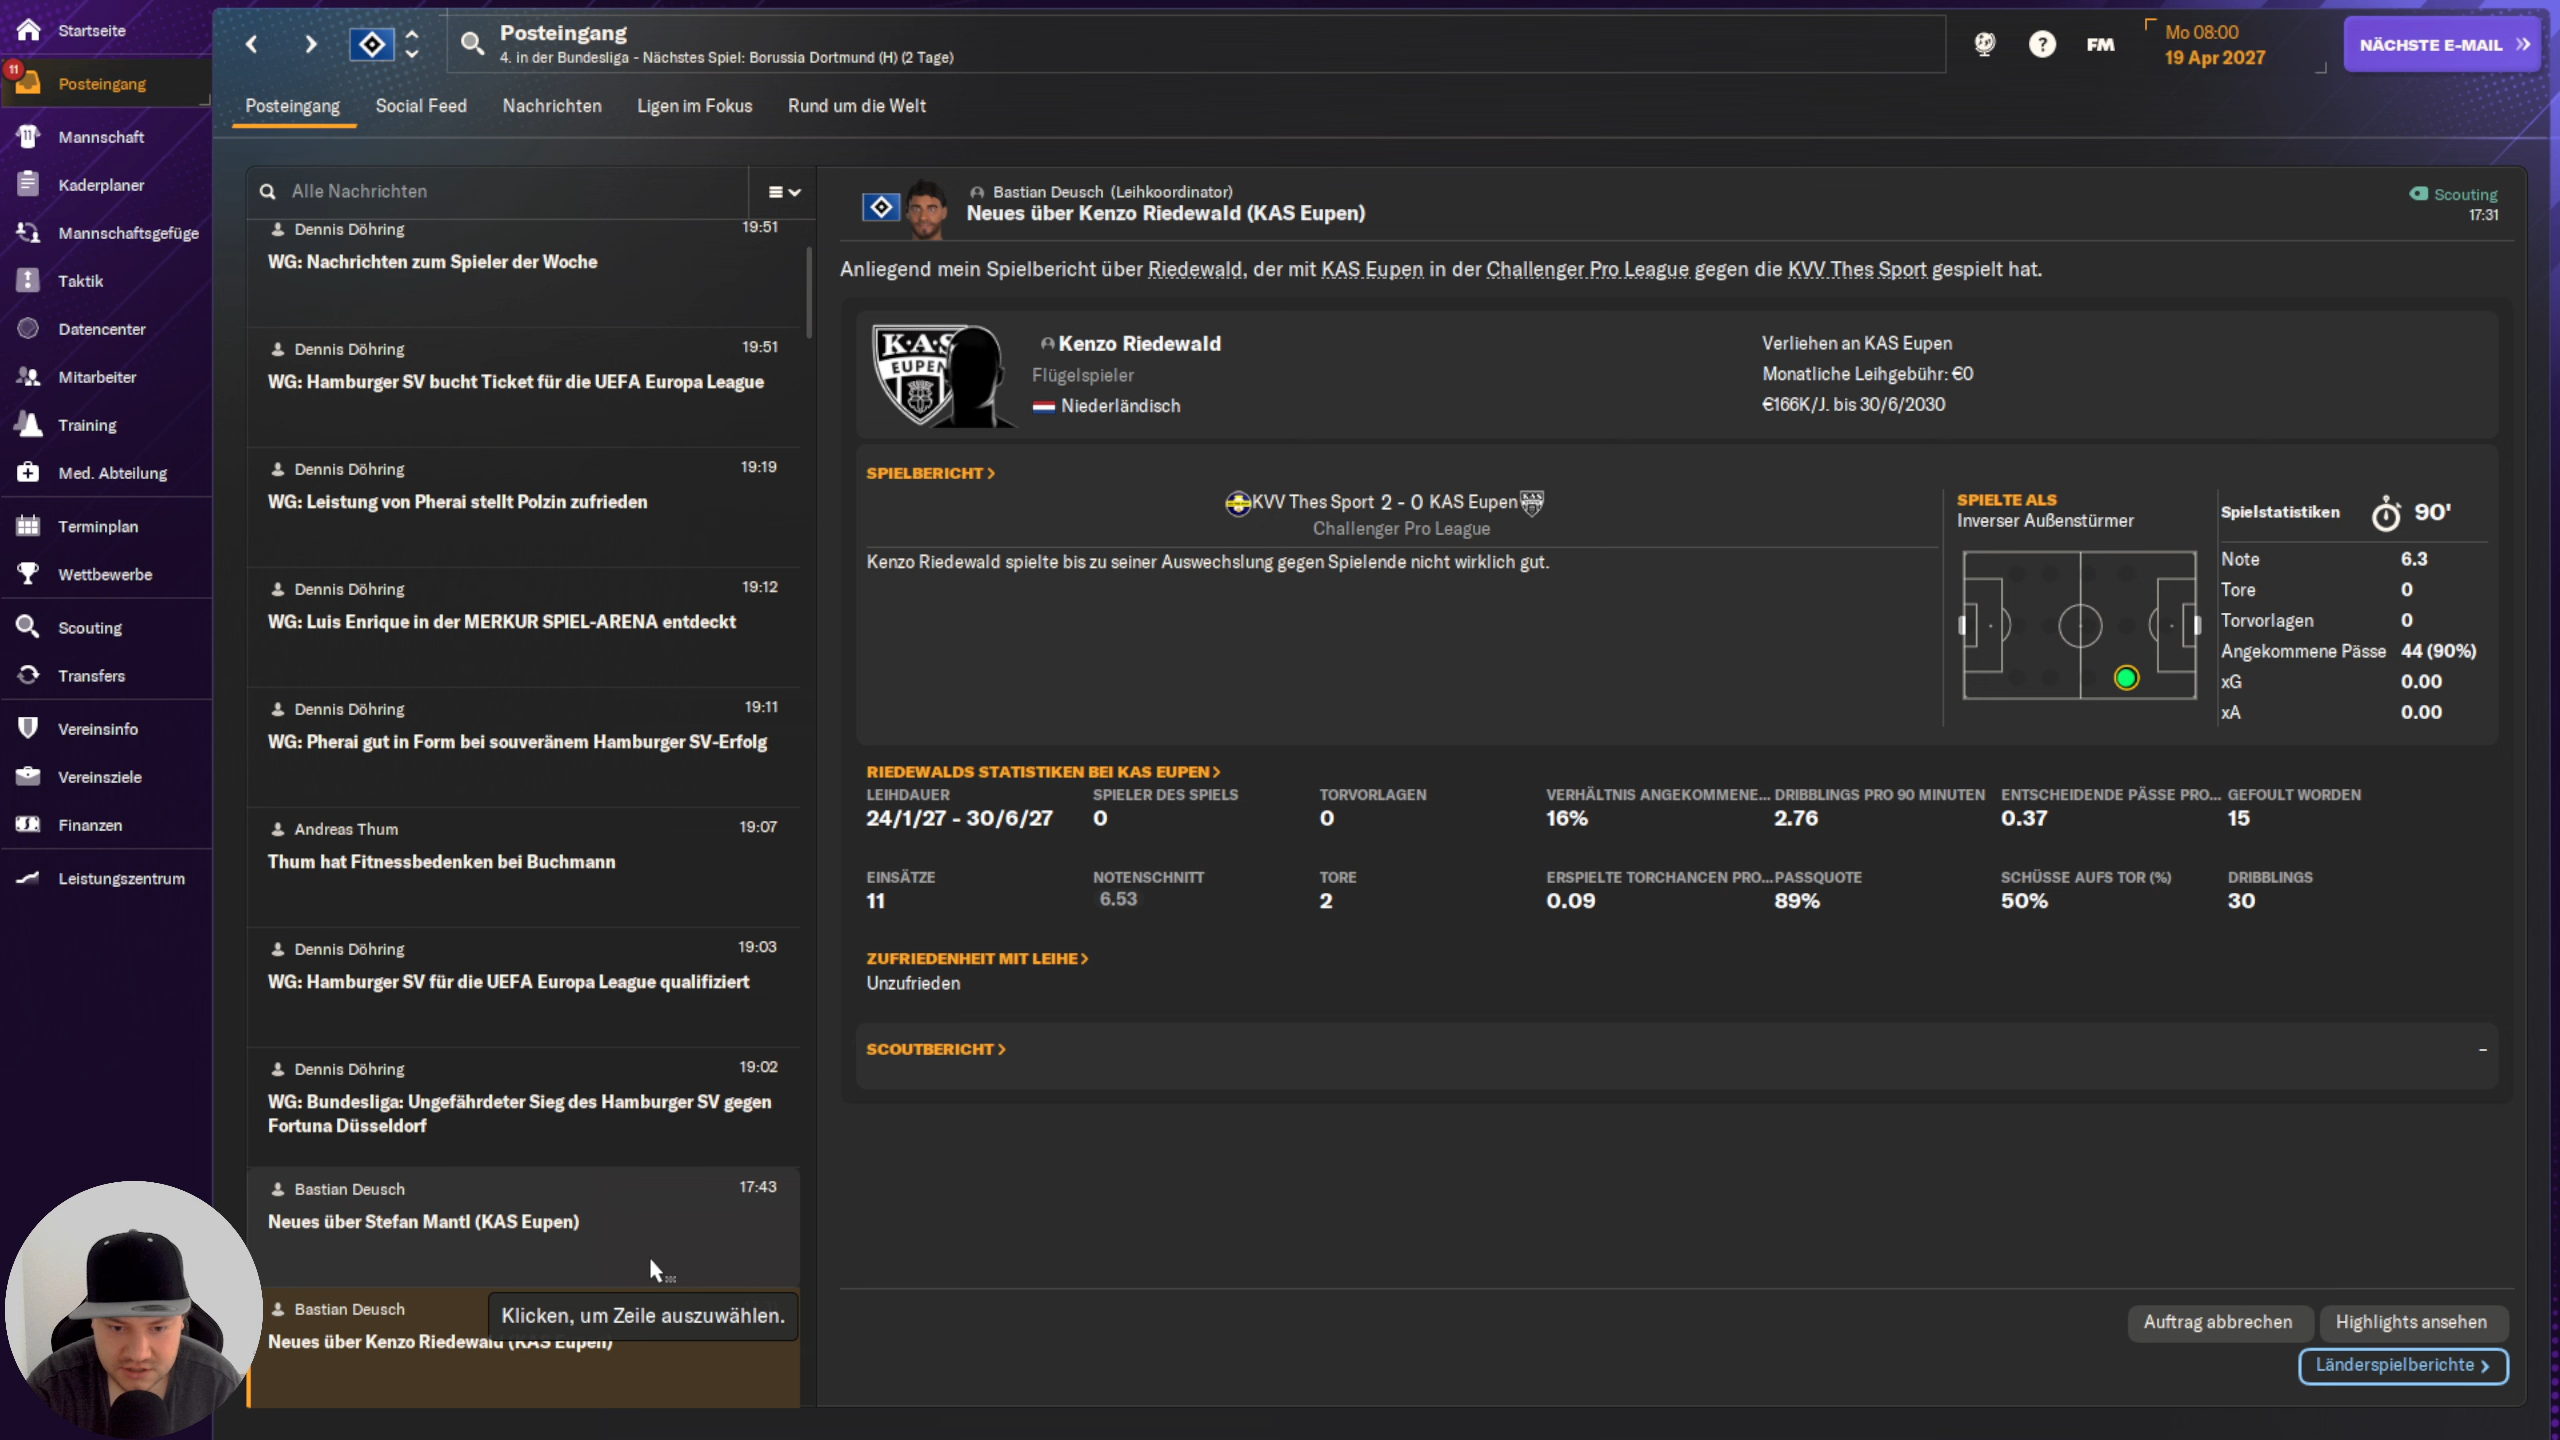 Startseite
11
Posteingang
Mannschaft
Kaderplaner
Mannschaftsgefüge
Taktik
Datencenter
Mitarbeiter
Training
Med. Abteilung
Terminplan
Wettbewerbe
Scouting
Transfers
Vereinsinfo
Vereinsziele
Finanzen
Leistungszentrum
Posteingang
4. in der Bundesliga - Nächstes Spiel: Borussia Dortmund (H) (2 Tage)
FM
Mo 08:00
19 Apr 2027
NÄCHSTE E-MAIL
Posteingang Social Feed Nachrichten Ligen im Fokus Rund um die Welt
Alle Nachrichten
Dennis Döhring 19:51
WG: Nachrichten zum Spieler der Woche
Dennis Döhring 19:51
WG: Hamburger SV bucht Ticket für die UEFA Europa League
Dennis Döhring 19:19
WG: Leistung von Pherai stellt Polzin zufrieden
Dennis Döhring 19:12
WG: Luis Enrique in der MERKUR SPIEL-ARENA entdeckt
Dennis Döhring 19:11
WG: Pherai gut in Form bei souveränem Hamburger SV-Erfolg
Andreas Thum 19:07
Thum hat Fitnessbedenken bei Buchmann
Dennis Döhring 19:03
WG: Hamburger SV für die UEFA Europa League qualifiziert
Dennis Döhring 19:02
WG: Bundesliga: Ungefährdeter Sieg des Hamburger SV gegen
Fortuna Düsseldorf
Bastian Deusch 17:43
Neues über Stefan Mantl (KAS Eupen)
Bastian Deusch
Neues über Kenzo Riedewald (KAS Eupen)
Klicken, um Zeile auszuwählen.
Bastian Deusch (Leihkoordinator)
Neues über Kenzo Riedewald (KAS Eupen)
Scouting
17:31
Anliegend mein Spielbericht über Riedewald, der mit KAS Eupen in der Challenger Pro League gegen die KVV Thes Sport gespielt hat.
K·A·S
EUPEN
Kenzo Riedewald
Flügelspieler
Niederländisch
Verliehen an KAS Eupen
Monatliche Leihgebühr: €0
€166K/J. bis 30/6/2030
SPIELBERICHT >
KVV Thes Sport 2 - 0 KAS Eupen
Challenger Pro League
Kenzo Riedewald spielte bis zu seiner Auswechslung gegen Spielende nicht wirklich gut.
SPIELTE ALS
Inverser Außenstürmer
Spielstatistiken 90'
Note 6.3
Tore 0
Torvorlagen 0
Angekommene Pässe 44 (90%)
xG 0.00
xA 0.00
RIEDEWALDS STATISTIKEN BEI KAS EUPEN >
LEIHDAUER SPIELER DES SPIELS TORVORLAGEN VERHÄLTNIS ANGEKOMMENE... DRIBBLINGS PRO 90 MINUTEN ENTSCHEIDENDE PÄSSE PRO... GEFOULT WORDEN
24/1/27 - 30/6/27 0 0 16% 2.76 0.37 15
EINSÄTZE NOTENSCHNITT TORE ERSPIELTE TORCHANCEN PRO... PASSQUOTE SCHÜSSE AUFS TOR (%) DRIBBLINGS
11 6.53 2 0.09 89% 50% 30
ZUFRIEDENHEIT MIT LEIHE >
Unzufrieden
SCOUTBERICHT > -
Auftrag abbrechen Highlights ansehen
Länderspielberichte >